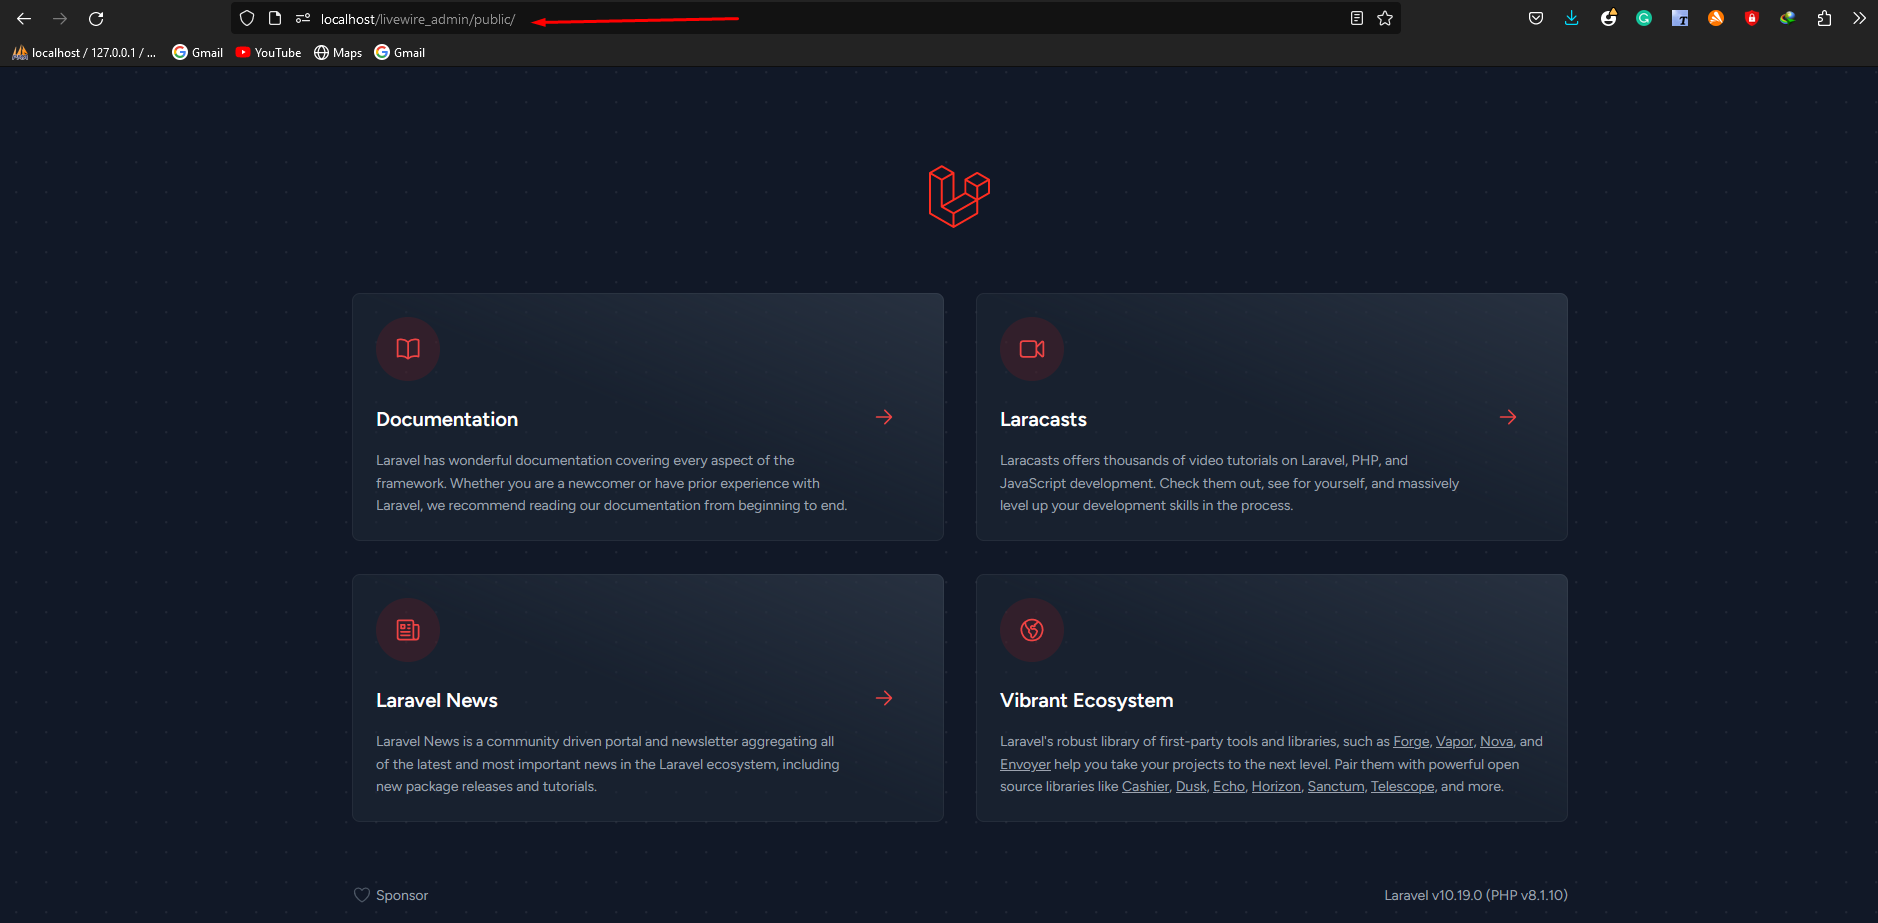 localhost/livewire_admin/public/
localhost / 127.0.0.1 / ... Gmail YouTube Maps Gmail
Documentation
Laravel has wonderful documentation covering every aspect of the
framework. Whether you are a newcomer or have prior experience with
Laravel, we recommend reading our documentation from beginning to end.
Laracasts
Laracasts offers thousands of video tutorials on Laravel, PHP, and
JavaScript development. Check them out, see for yourself, and massively
level up your development skills in the process.
Laravel News
Laravel News is a community driven portal and newsletter aggregating all
of the latest and most important news in the Laravel ecosystem, including
new package releases and tutorials.
Vibrant Ecosystem
Laravel's robust library of first-party tools and libraries, such as Forge, Vapor, Nova, and
Envoyer help you take your projects to the next level. Pair them with powerful open
source libraries like Cashier, Dusk, Echo, Horizon, Sanctum, Telescope, and more.
Sponsor
Laravel v10.19.0 (PHP v8.1.10)